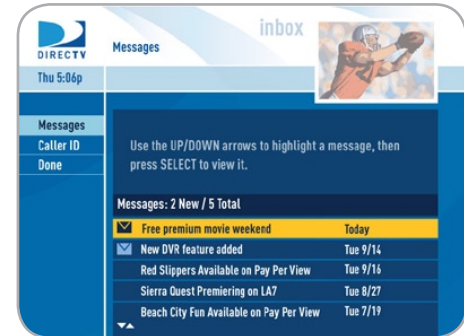 inbox
DIRECTV
Messages
Thu 5:06p
Messages
Caller ID
Done
Use the UP/DOWN arrows to highlight a message, then
press SELECT to view it.
Messages: 2 New / 5 Total
Free premium movie weekend Today
New DVR feature added Tue 9/14
Red Slippers Available on Pay Per View Tue 9/16
Sierra Quest Premiering on LA7 Tue 8/27
Beach City Fun Available on Pay Per View Tue 7/19